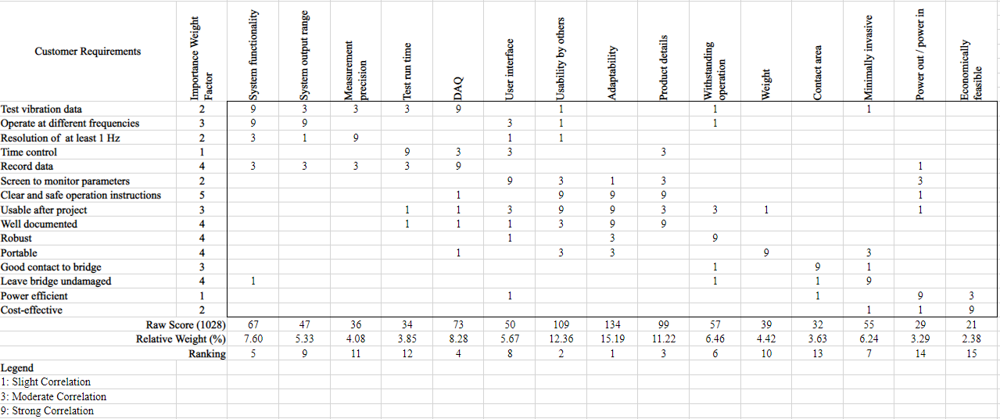 Customer Requirements Importance Weight Factor System functionality System output range Measurement precision Test run time DAQ User interface Usability by others Adaptability Product details Withstanding operation Weight Contact area Minimally invasive Power out / power in Economically feasible
Test vibration data 2 9 3 3 3 9 1 1 1
Operate at different frequencies 3 9 9 3 1 1
Resolution of at least 1 Hz 2 3 1 9 1 1
Time control 1 9 3 3 3
Record data 4 3 3 3 3 9 1
Screen to monitor parameters 2 9 3 1 3 3
Clear and safe operation instructions 5 1 9 9 9 1
Usable after project 3 1 1 3 9 9 3 3 1 1
Well documented 4 1 1 1 3 9 9
Robust 4 1 3 9
Portable 4 1 3 3 9 3
Good contact to bridge 3 1 9 1
Leave bridge undamaged 4 1 1 1 9
Power efficient 1 1 1 9 3
Cost-effective 2 1 1 9
Raw Score (1028) 67 47 36 34 73 50 109 134 99 57 39 32 55 29 21
Relative Weight (%) 7.60 5.33 4.08 3.85 8.28 5.67 12.36 15.19 11.22 6.46 4.42 3.63 6.24 3.29 2.38
Ranking 5 9 11 12 4 8 2 1 3 6 10 13 7 14 15
Legend
1: Slight Correlation
3: Moderate Correlation
9: Strong Correlation